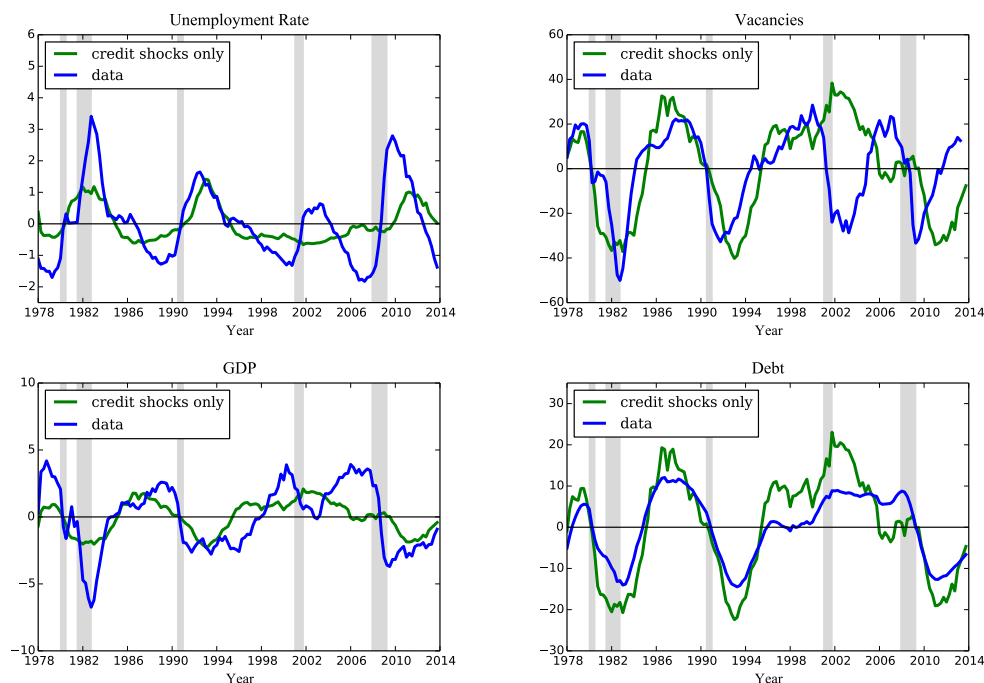 Unemployment Rate
6
5
4
3
2
1
0
−1
−2
credit shocks only
data
1978 1982 1986 1990 1994 1998 2002 2006 2010 2014
Year
Vacancies
60
40
20
0
−20
−40
−60
credit shocks only
data
1978 1982 1986 1990 1994 1998 2002 2006 2010 2014
Year
GDP
10
5
0
−5
−10
credit shocks only
data
1978 1982 1986 1990 1994 1998 2002 2006 2010 2014
Year
Debt
30
20
10
0
−10
−20
−30
credit shocks only
data
1978 1982 1986 1990 1994 1998 2002 2006 2010 2014
Year